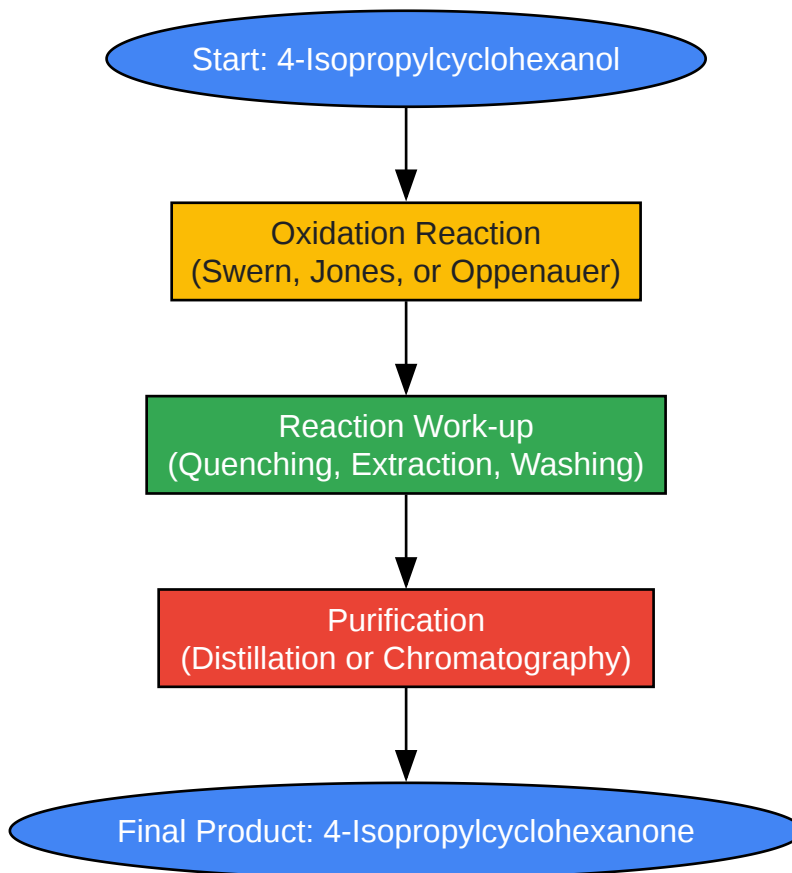 Start: 4-Isopropylcyclohexanol
Oxidation Reaction
(Swern, Jones, or Oppenauer)
Reaction Work-up
(Quenching, Extraction, Washing)
Purification
(Distillation or Chromatography)
Final Product: 4-Isopropylcyclohexanone